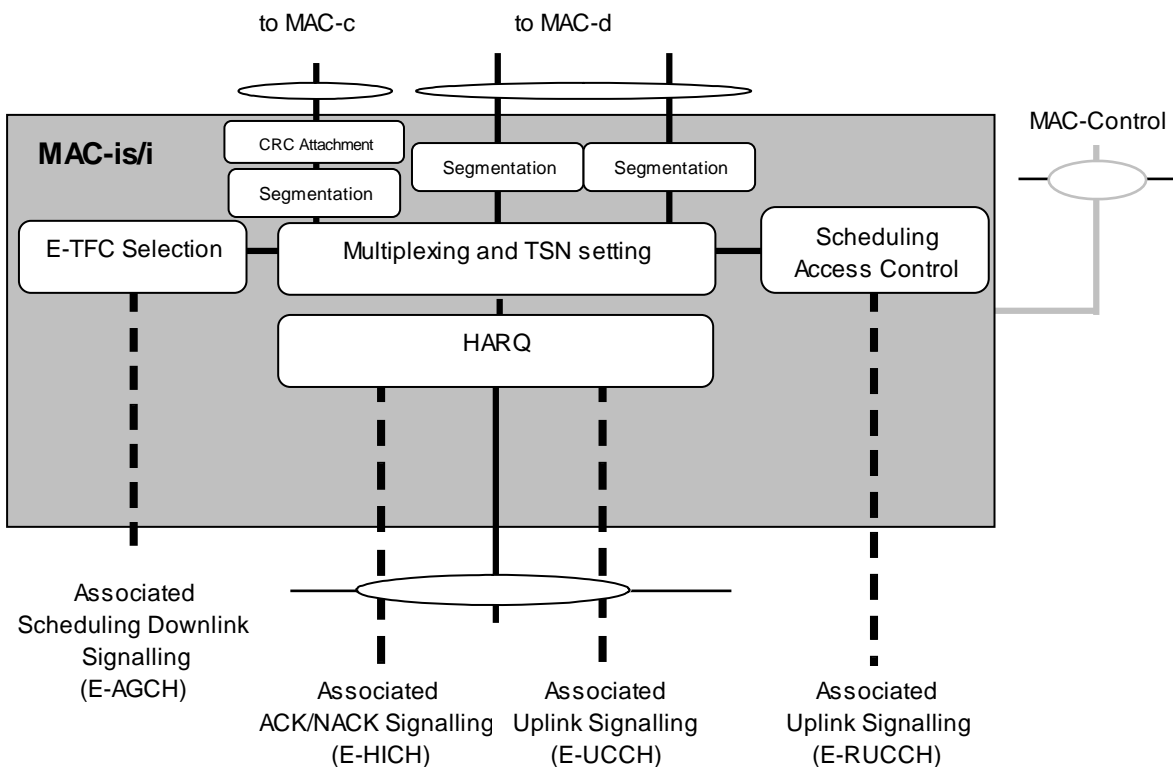 to MAC-c
to MAC-d
MAC-Control
MAC-is/i
CRC Attachment
Segmentation
Segmentation
Segmentation
E-TFC Selection
Multiplexing and TSN setting
Scheduling
Access Control
HARQ
Associated
Scheduling Downlink
Signalling
(E-AGCH)
Associated
ACK/NACK Signalling
(E-HICH)
Associated
Uplink Signalling
(E-UCCH)
Associated
Uplink Signalling
(E-RUCCH)